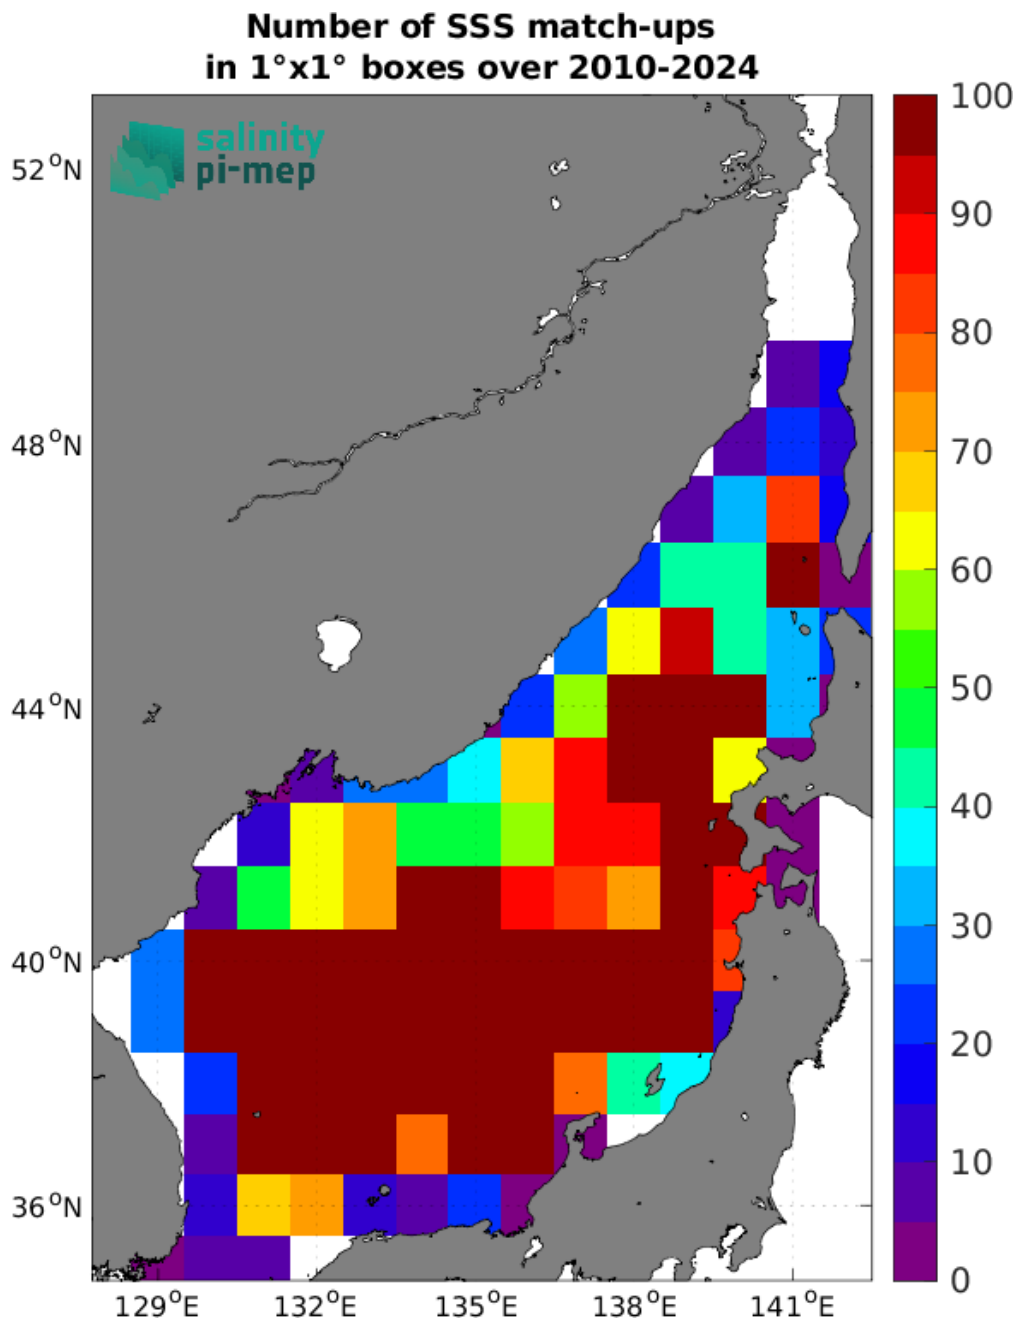 Number of SSS match-ups
in 1°x1° boxes over 2010-2024
salinity
pi-mep
52°N
48°N
44°N
40°N
36°N
129°E
132°E
135°E
138°E
141°E
100
90
80
70
60
50
40
30
20
10
0